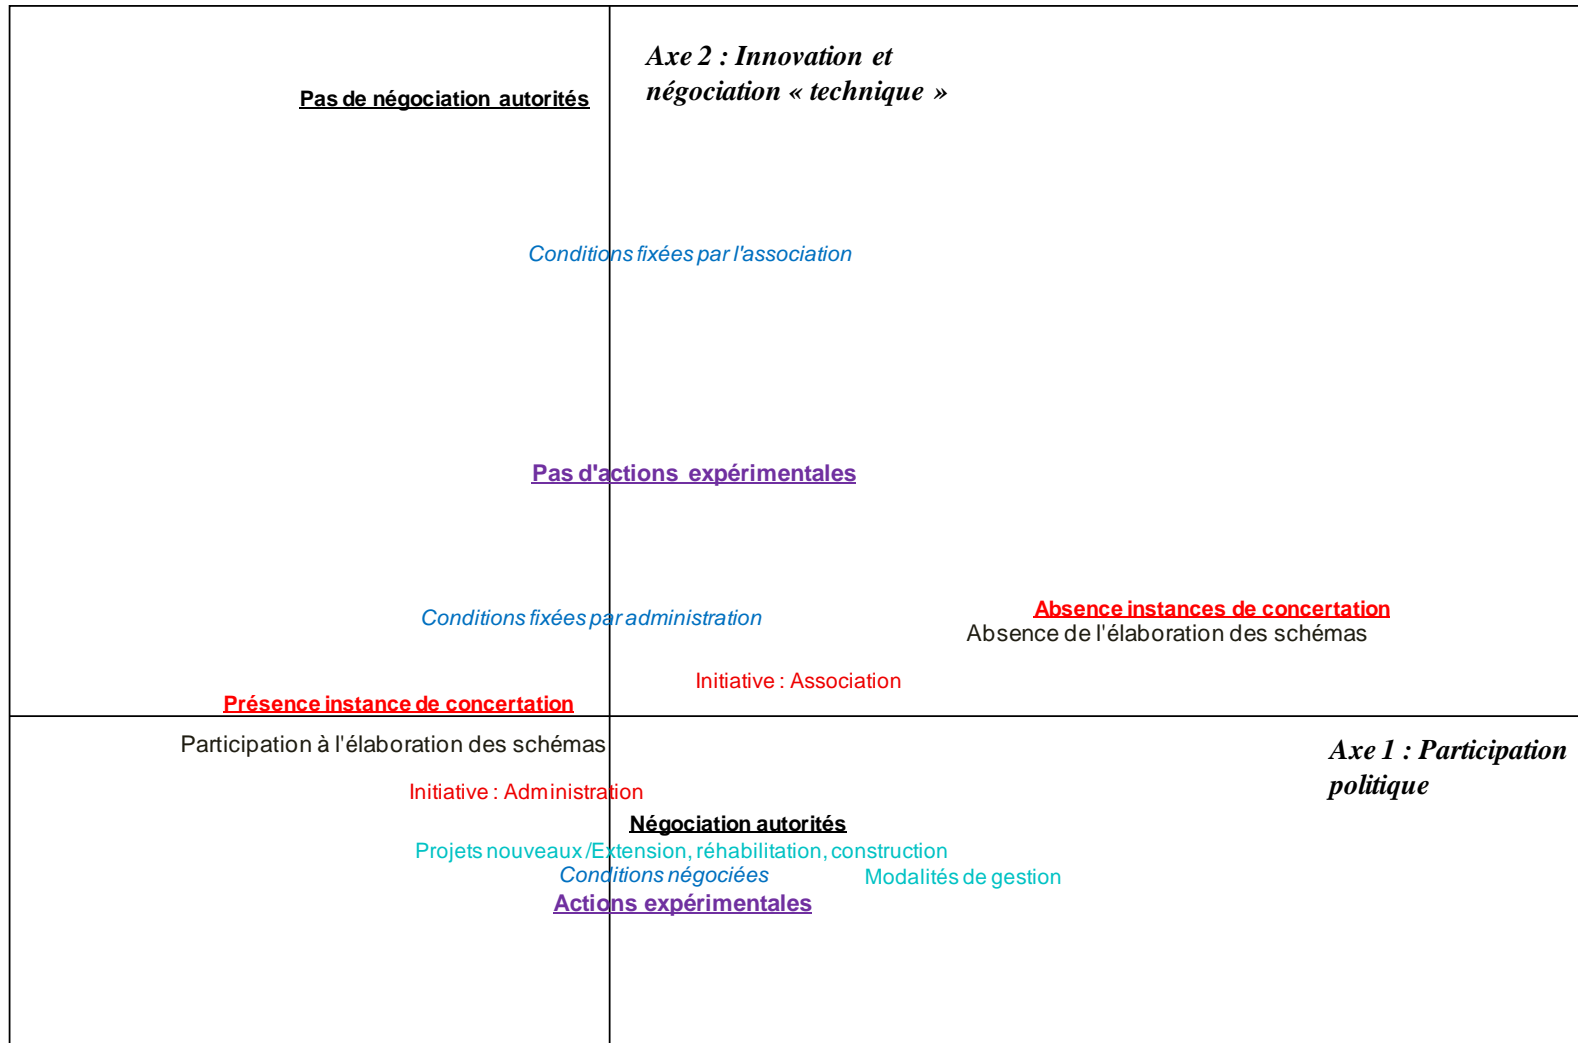 Axe 2 : Innovation et
négociation « technique »
Pas de négociation autorités
Conditions fixées par l'association
Pas d'actions expérimentales
Absence instances de concertation
Conditions fixées par administration
Absence de l'élaboration des schémas
Initiative : Association
Présence instance de concertation
Participation à l'élaboration des schémas
Axe 1 : Participation
politique
Initiative : Administration
Négociation autorités
Projets nouveaux /Extension, réhabilitation, construction
Conditions négociées
Modalités de gestion
Actions expérimentales